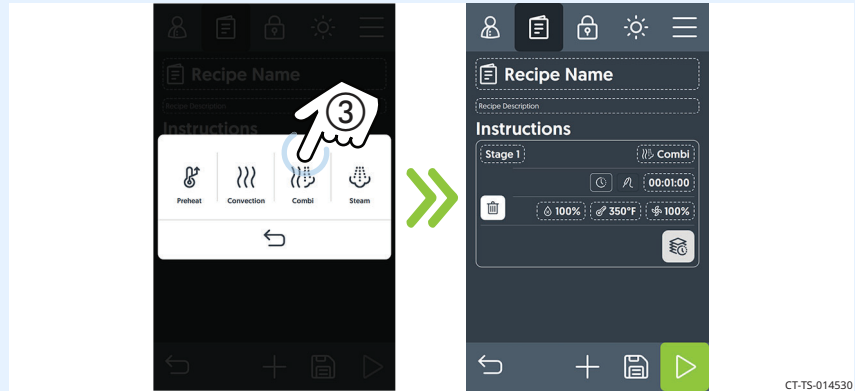 Recipe Name
Recipe Description
Instructions
3
Preheat
Convection
Combi
Steam
Recipe Name
Recipe Description
Instructions
Stage 1
Combi
00:01:00
100%
350°F
100%
CT-TS-014530